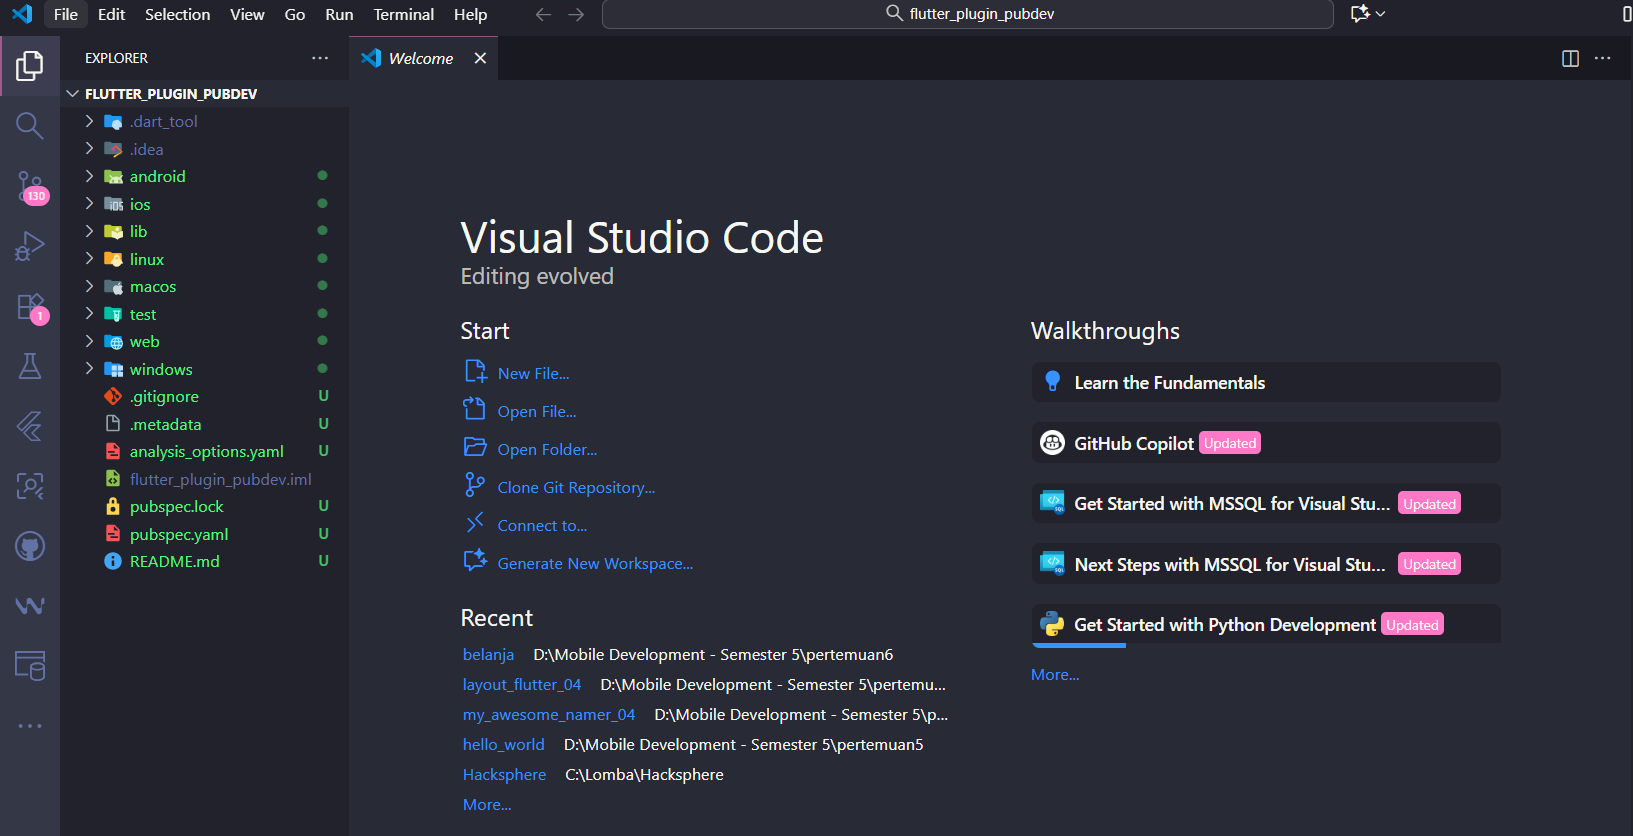 File Edit Selection View Go Run Terminal Help
flutter_plugin_pubdev
EXPLORER
Welcome
FLUTTER_PLUGIN_PUBDEV
.dart_tool
.idea
android
ios
lib
linux
macos
test
web
windows
.gitignore U
.metadata U
analysis_options.yaml U
flutter_plugin_pubdev.iml
pubspec.lock U
pubspec.yaml U
README.md U
130
1
Visual Studio Code
Editing evolved
Start
New File...
Open File...
Open Folder...
Clone Git Repository...
Connect to...
Generate New Workspace...
Recent
belanja D:\Mobile Development - Semester 5\pertemuan6
layout_flutter_04 D:\Mobile Development - Semester 5\pertemu...
my_awesome_namer_04 D:\Mobile Development - Semester 5\p...
hello_world D:\Mobile Development - Semester 5\pertemuan5
Hacksphere C:\Lomba\Hacksphere
More...
Walkthroughs
Learn the Fundamentals
GitHub Copilot Updated
Get Started with MSSQL for Visual Stu... Updated
Next Steps with MSSQL for Visual Stu... Updated
Get Started with Python Development Updated
More...